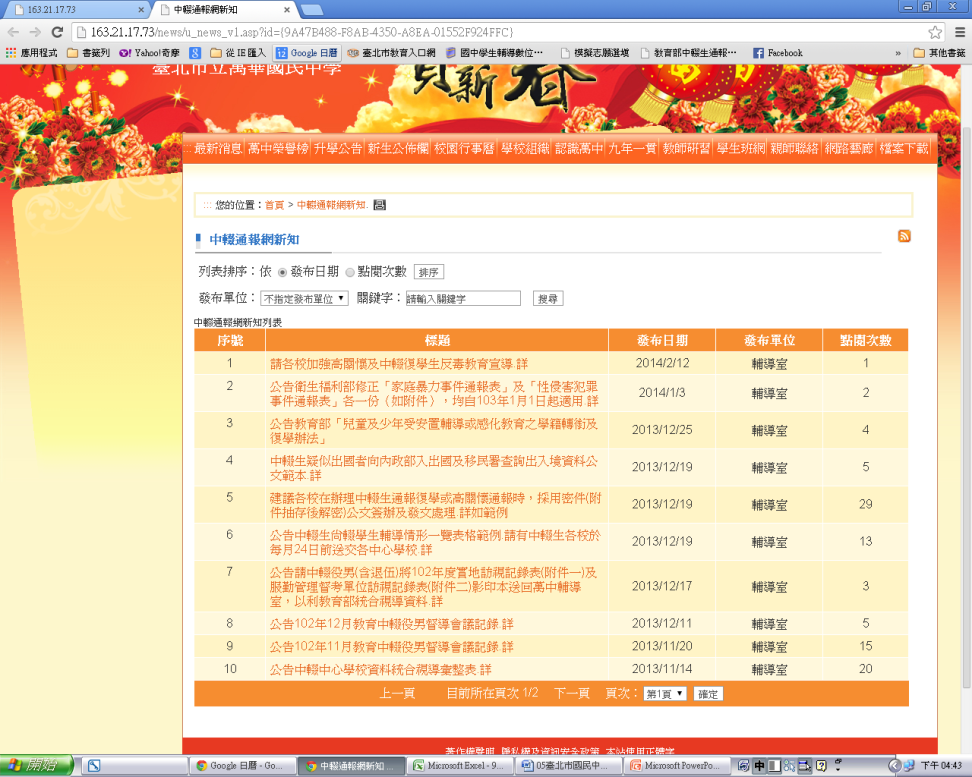 163.21.17.73
中輟通報網新知
163.21.17.73/news/u_news_v1.asp?id={9A47B488-F8AB-4350-A8EA-01552F924FFC}
應用程式 書籤列 Yahoo!奇摩 從 IE 匯入 Google 日曆 臺北市教育入口網 國中學生輔導數位… 模擬志願選填 教育部中輟生通報… Facebook » 其他書籤
臺北市立萬華國民中學
賀新春
最新消息 萬中榮譽榜 升學公告 新生公佈欄 校園行事曆 學校組織 認識萬中 九年一貫 教師研習 學生班網 親師聯絡 網路藝廊 檔案下載
::: 您的位置：首頁 > 中輟通報網新知.
中輟通報網新知
列表排序：依 發布日期 點閱次數 排序
發布單位： 不指定發布單位 關鍵字： 請輸入關鍵字 搜尋
中輟通報網新知列表
序號 標題 發布日期 發布單位 點閱次數
1 請各校加強高關懷及中輟復學生反毒教育宣導.詳 2014/2/12 輔導室 1
2 公告衛生福利部修正「家庭暴力事件通報表」及「性侵害犯罪
事件通報表」各一份（如附件），均自103年1月1日起適用.詳 2014/1/3 輔導室 2
3 公告教育部「兒童及少年受安置輔導或感化教育之學籍轉銜及
復學辦法」 2013/12/25 輔導室 4
4 中輟生疑似出國者向內政部入出國及移民署查詢出入境資料公
文範本.詳 2013/12/19 輔導室 5
5 建議各校在辦理中輟生通報復學或高關懷通報時，採用密件(附
件抽存後解密)公文簽辦及發文處理.詳如範例 2013/12/19 輔導室 29
6 公告中輟生尚輟學生輔導情形一覽表格範例.請有中輟生各校於
每月24日前送交各中心學校.詳 2013/12/19 輔導室 13
7 公告請中輟役男(含退伍)將102年度實地訪視記錄表(附件一)及
服勤管理督考單位訪視記錄表(附件二)影印本送回萬中輔導
室，以利教育部統合視導資料.詳 2013/12/17 輔導室 3
8 公告102年12月教育中輟役男督導會議記錄.詳 2013/12/11 輔導室 5
9 公告102年11月教育中輟役男督導會議記錄.詳 2013/11/20 輔導室 15
10 公告中輟中心學校資料統合視導彙整表.詳 2013/11/14 輔導室 20
上一頁 目前所在頁次 1/2 下一頁 頁次： 第1頁 確定
著作權聲明 隱私權及資訊安全政策 本站使用正體字
開始 Google 日曆 - Go... 中輟通報網新知... Microsoft Excel - 9... 05臺北市國民中... Microsoft PowerPo... 中 下午 04:43